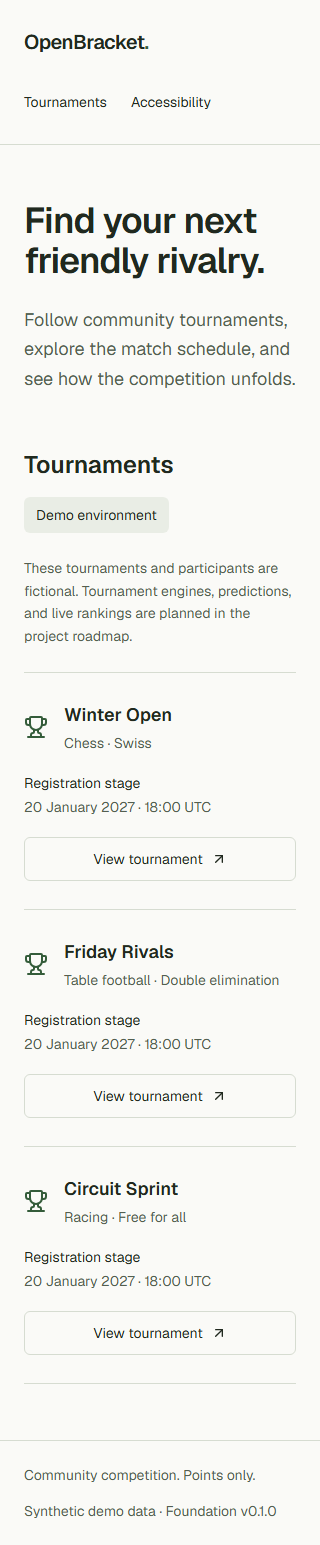 OpenBracket.
Tournaments Accessibility
Find your next
friendly rivalry.
Follow community tournaments,
explore the match schedule, and
see how the competition unfolds.
Tournaments
Demo environment
These tournaments and participants are
fictional. Tournament engines, predictions,
and live rankings are planned in the
project roadmap.
Winter Open
Chess · Swiss
Registration stage
20 January 2027 · 18:00 UTC
View tournament
Friday Rivals
Table football · Double elimination
Registration stage
20 January 2027 · 18:00 UTC
View tournament
Circuit Sprint
Racing · Free for all
Registration stage
20 January 2027 · 18:00 UTC
View tournament
Community competition. Points only.
Synthetic demo data · Foundation v0.1.0